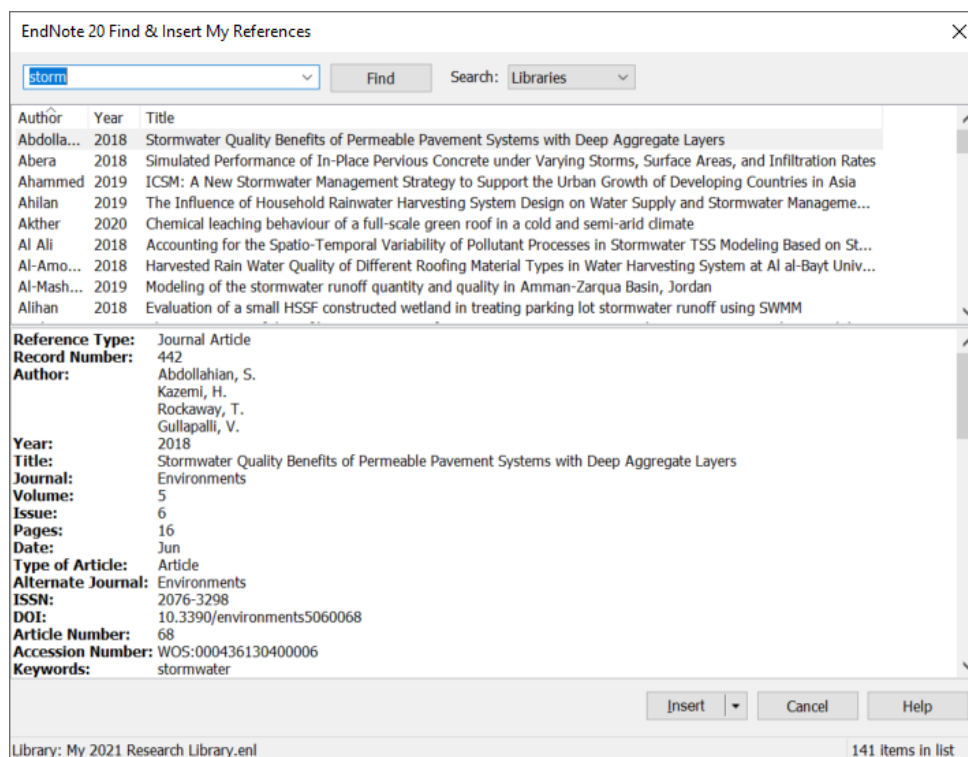 EndNote 20 Find & Insert My References
storm Find Search: Libraries
Author Year Title
Abdolla... 2018 Stormwater Quality Benefits of Permeable Pavement Systems with Deep Aggregate Layers
Abera 2018 Simulated Performance of In-Place Pervious Concrete under Varying Storms, Surface Areas, and Infiltration Rates
Ahammed 2019 ICSM: A New Stormwater Management Strategy to Support the Urban Growth of Developing Countries in Asia
Ahilan 2019 The Influence of Household Rainwater Harvesting System Design on Water Supply and Stormwater Manageme...
Akther 2020 Chemical leaching behaviour of a full-scale green roof in a cold and semi-arid climate
Al Ali 2018 Accounting for the Spatio-Temporal Variability of Pollutant Processes in Stormwater TSS Modeling Based on St...
Al-Amo... 2018 Harvested Rain Water Quality of Different Roofing Material Types in Water Harvesting System at Al al-Bayt Univ...
Al-Mash... 2019 Modeling of the stormwater runoff quantity and quality in Amman-Zarqua Basin, Jordan
Alihan 2018 Evaluation of a small HSSF constructed wetland in treating parking lot stormwater runoff using SWMM
Reference Type: Journal Article
Record Number: 442
Author: Abdollahian, S.
Kazemi, H.
Rockaway, T.
Gullapalli, V.
Year: 2018
Title: Stormwater Quality Benefits of Permeable Pavement Systems with Deep Aggregate Layers
Journal: Environments
Volume: 5
Issue: 6
Pages: 16
Date: Jun
Type of Article: Article
Alternate Journal: Environments
ISSN: 2076-3298
DOI: 10.3390/environments5060068
Article Number: 68
Accession Number: WOS:000436130400006
Keywords: stormwater
Insert Cancel Help
Library: My 2021 Research Library.enl 141 items in list